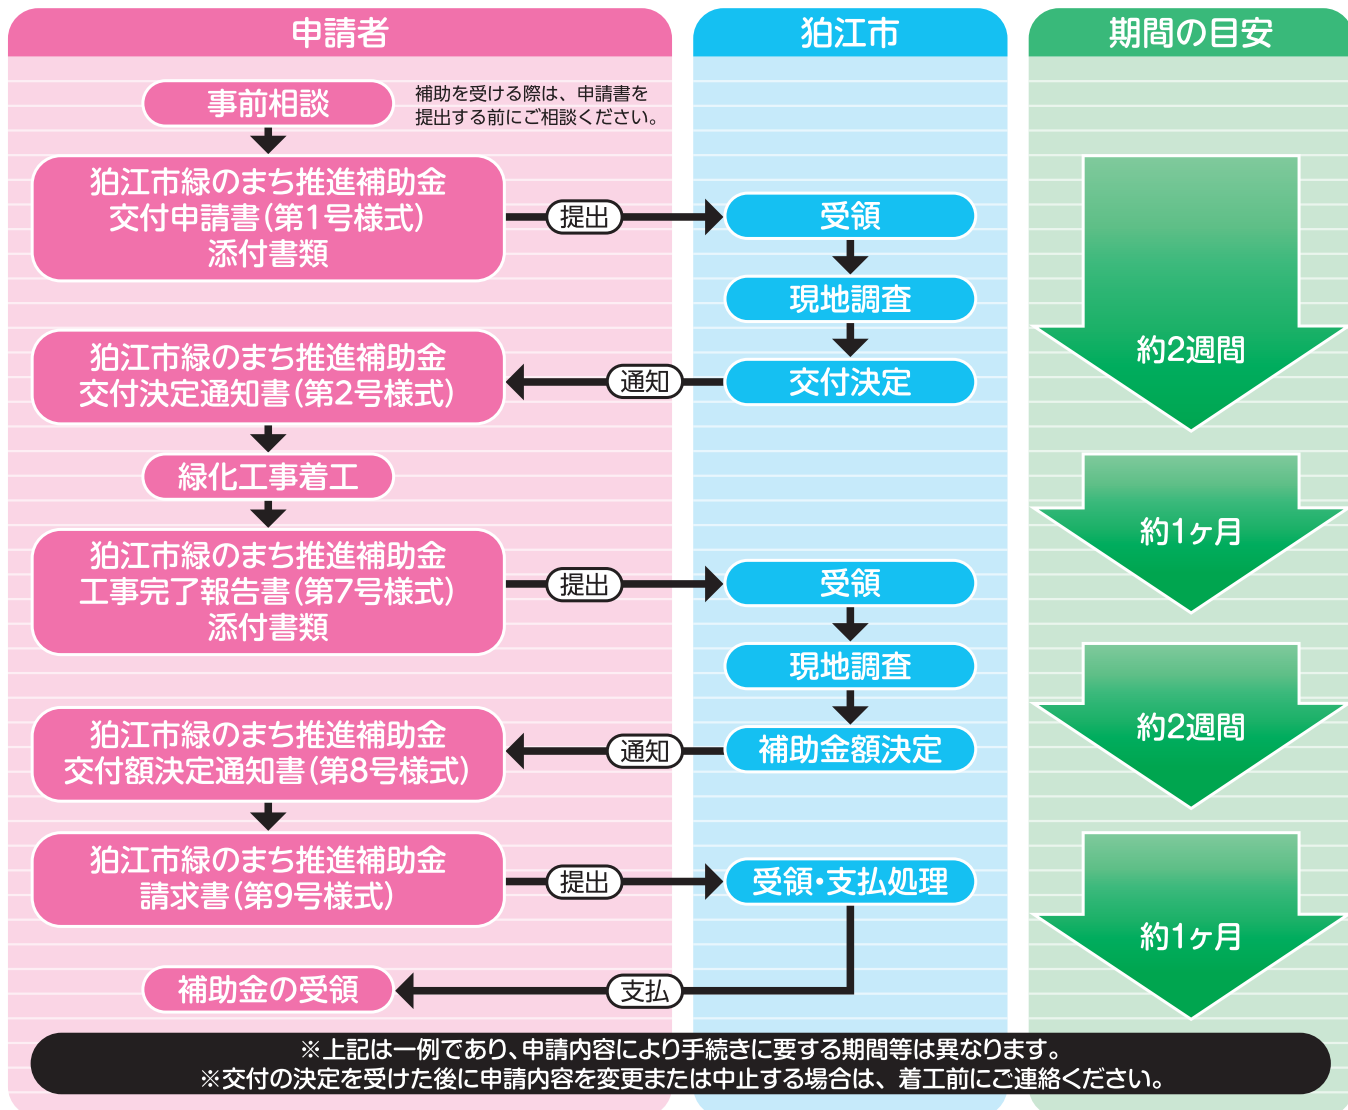 申請者
狛江市
期間の目安
事前相談
補助を受ける際は、申請書を
提出する前にご相談ください。
狛江市緑のまち推進補助金
交付申請書(第1号様式)
添付書類
提出
受領
現地調査
交付決定
約2週間
通知
狛江市緑のまち推進補助金
交付決定通知書(第2号様式)
緑化工事着工
約1ヶ月
狛江市緑のまち推進補助金
工事完了報告書(第7号様式)
添付書類
提出
受領
現地調査
補助金額決定
約2週間
通知
狛江市緑のまち推進補助金
交付額決定通知書(第8号様式)
狛江市緑のまち推進補助金
請求書(第9号様式)
提出
受領・支払処理
約1ヶ月
支払
補助金の受領
※上記は一例であり、申請内容により手続きに要する期間等は異なります。
※交付の決定を受けた後に申請内容を変更または中止する場合は、着工前にご連絡ください。